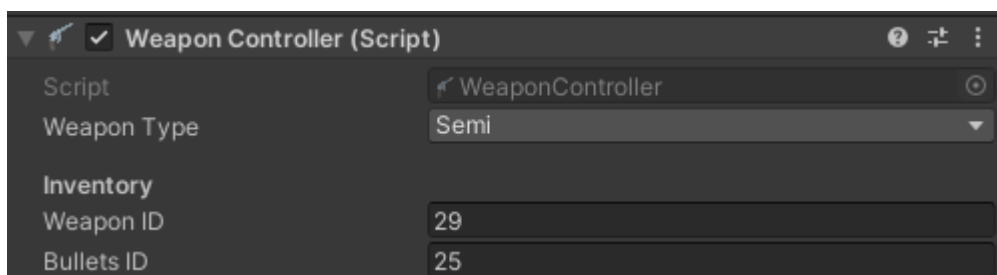 Weapon Controller (Script)
Script WeaponController
Weapon Type Semi
Inventory
Weapon ID 29
Bullets ID 25